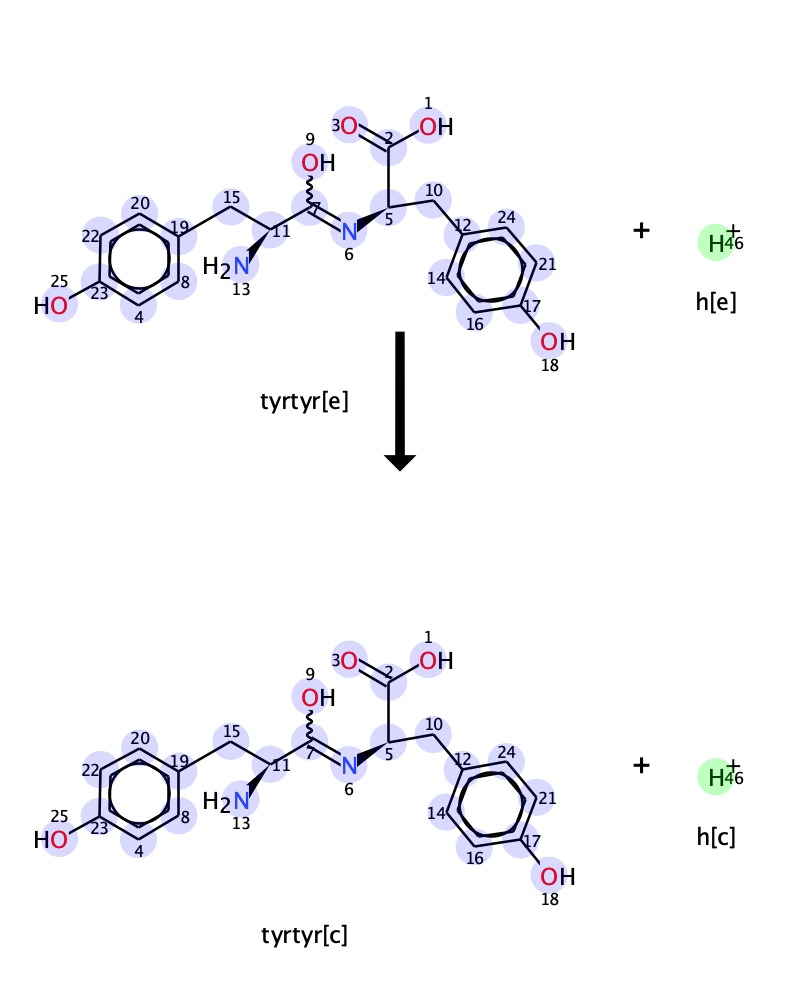 1
3O 2 OH
9
OH
20 15 10
22 19 7 12 24
11 N 5
H2N 6 21
25 8 14
HO 23 13 17
4 16
OH
18
+ H+46
h[e]
tyrtyr[e]
1
3O 2 OH
9
OH
20 15 10
22 19 7 12 24
11 N 5
H2N 6 21
25 8 14
HO 23 13 17
4 16
OH
18
+ H+46
h[c]
tyrtyr[c]